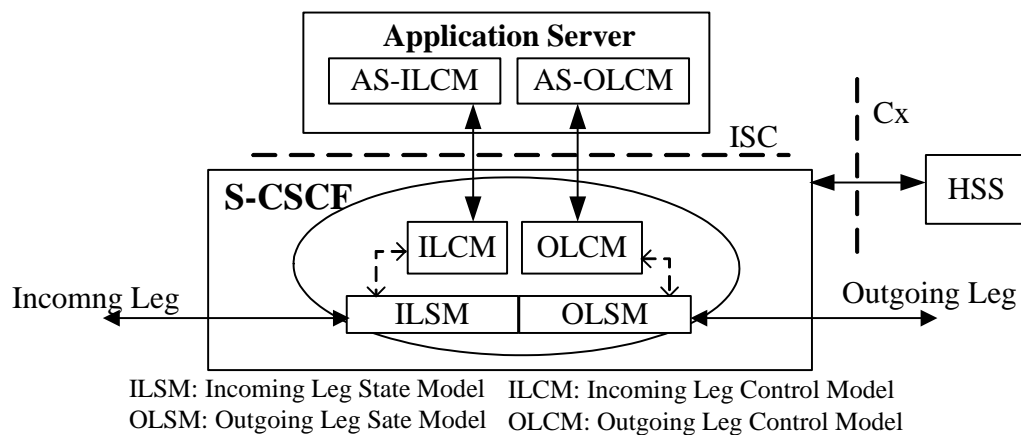 Application Server
AS-ILCM
AS-OLCM
Cx
ISC
S-CSCF
HSS
ILCM
OLCM
Incomng Leg
Outgoing Leg
ILSM
OLSM
ILSM: Incoming Leg State Model
ILCM: Incoming Leg Control Model
OLSM: Outgoing Leg Sate Model
OLCM: Outgoing Leg Control Model